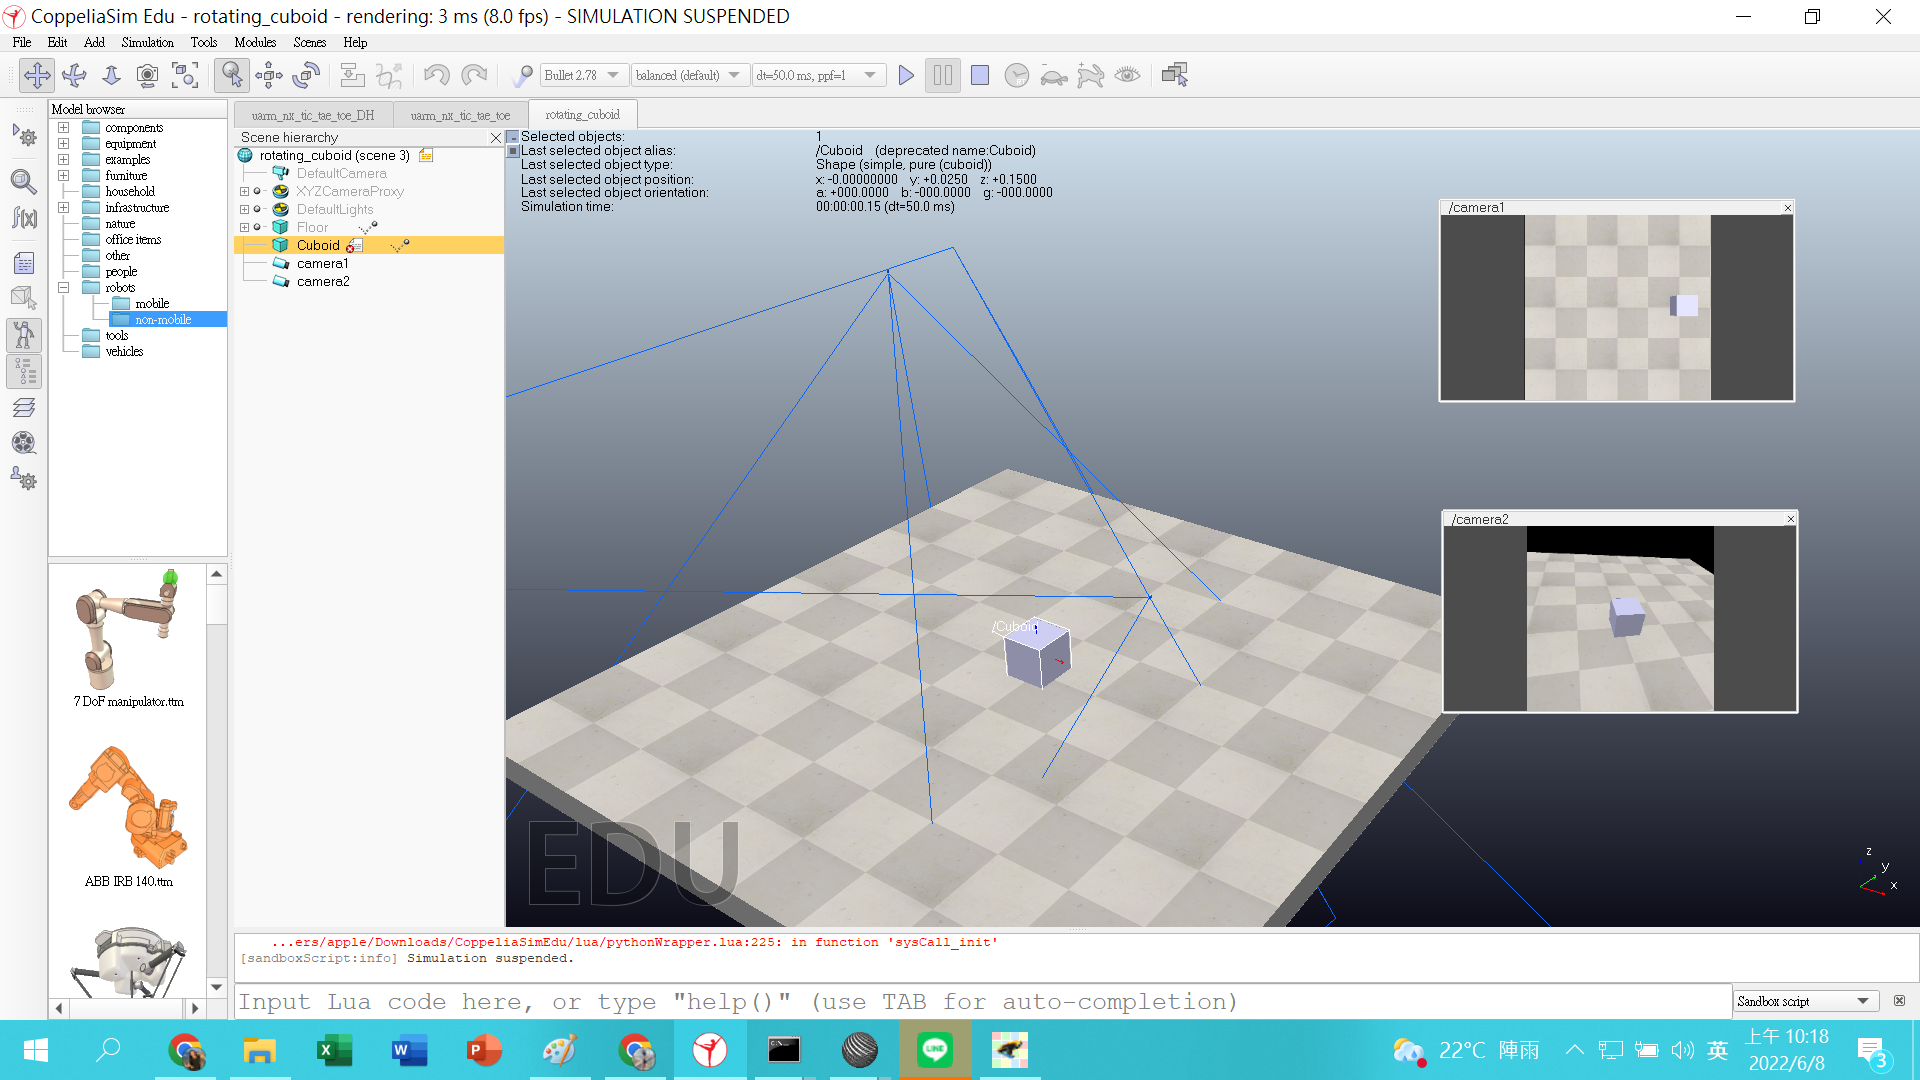 CoppeliaSim Edu - rotating_cuboid - rendering: 3 ms (8.0 fps) - SIMULATION SUSPENDED
File Edit Add Simulation Tools Modules Scenes Help
Bullet 2.78 balanced (default) dt=50.0 ms, ppf=1
Model browser
components
equipment
examples
furniture
household
infrastructure
nature
office items
other
people
robots
mobile
non-mobile
tools
vehicles
7 DoF manipulator.ttm
ABB IRB 140.ttm
uarm_nx_tic_tae_toe_DH uarm_nx_tic_tae_toe rotating_cuboid
Scene hierarchy
rotating_cuboid (scene 3)
DefaultCamera
XYZCameraProxy
DefaultLights
Floor
Cuboid
camera1
camera2
Selected objects: 1
Last selected object alias: /Cuboid (deprecated name:Cuboid)
Last selected object type: Shape (simple, pure (cuboid))
Last selected object position: x: -0.00000000 y: +0.0250 z: +0.1500
Last selected object orientation: a: +000.0000 b: -000.0000 g: -000.0000
Simulation time: 00:00:00.15 (dt=50.0 ms)
/camera1
/camera2
/Cuboid
EDU
z
y
x
...ers/apple/Downloads/CoppeliaSimEdu/lua/pythonWrapper.lua:225: in function 'sysCall_init'
[sandboxScript:info] Simulation suspended.
Input Lua code here, or type "help()" (use TAB for auto-completion)
Sandbox script
22°C 陣雨
英
上午 10:18
2022/6/8
3
LINE